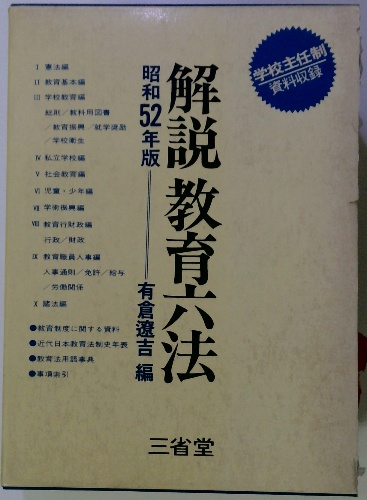 学校主任制
資料収録
解説 教育六法
昭和52年版──有倉遼吉 編
I 憲法編
II 教育基本編
III 学校教育編
総則／教科用図書
／教育振興／就学奨励
／学校衛生
IV 私立学校編
V 社会教育編
VI 児童・少年編
VII 学術振興編
VIII 教育行財政編
行政／財政
IX 教育職員人事編
人事通則／免許／給与
／労働関係
X 諸法編
●教育制度に関する資料
●近代日本教育法制史年表
●教育法用語事典
●事項索引
三省堂